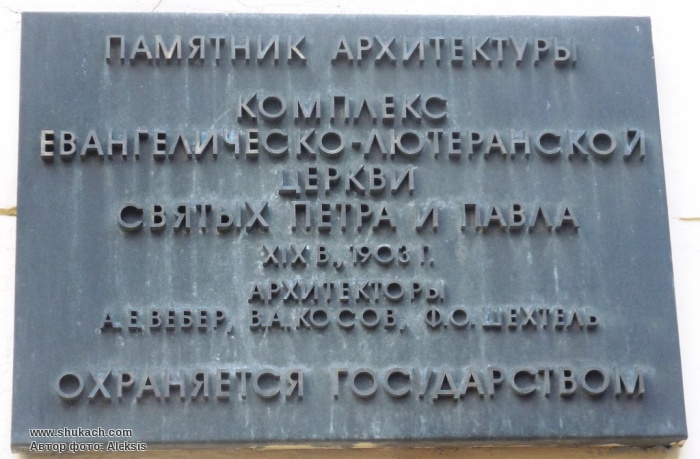 ПАМЯТНИК АРХИТЕКТУРЫ
КОМПЛЕКС
ЕВАНГЕЛИЧЕСКО-ЛЮТЕРАНСКОЙ
ЦЕРКВИ
СВЯТЫХ ПЕТРА И ПАВЛА
XIX В., 1903 Г.
АРХИТЕКТОРЫ
А.Е.ВЕБЕР, В.А.КОСОВ, Ф.О.ШЕХТЕЛЬ
ОХРАНЯЕТСЯ ГОСУДАРСТВОМ
www.shukach.com
Автор фото: Aleksis